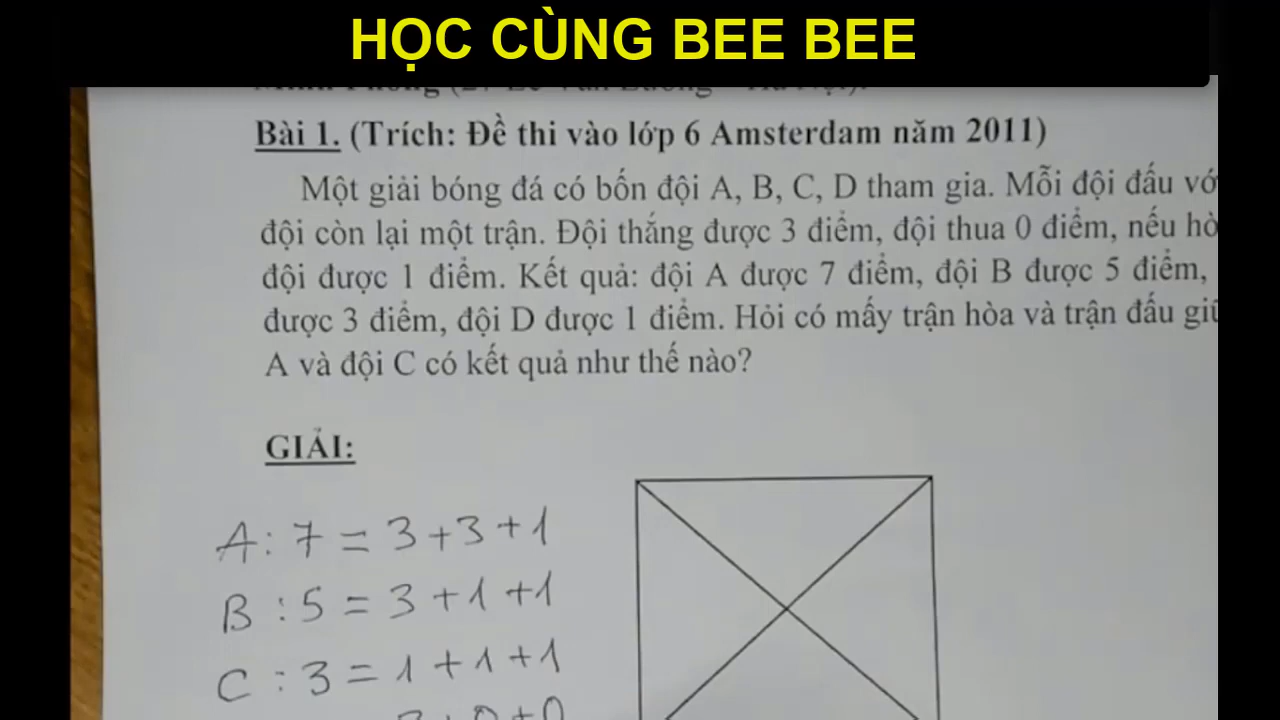 HỌC CÙNG BEE BEE
Bài 1. (Trích: Đề thi vào lớp 6 Amsterdam năm 2011)
Một giải bóng đá có bốn đội A, B, C, D tham gia. Mỗi đội đấu vớ
đội còn lại một trận. Đội thắng được 3 điểm, đội thua 0 điểm, nếu hò
đội được 1 điểm. Kết quả: đội A được 7 điểm, đội B được 5 điểm,
được 3 điểm, đội D được 1 điểm. Hỏi có mấy trận hòa và trận đấu giữ
A và đội C có kết quả như thế nào?
GIẢI:
A: 7 = 3+3+1
B : 5 = 3+1+1
C : 3 = 1+1+1
3+0+0